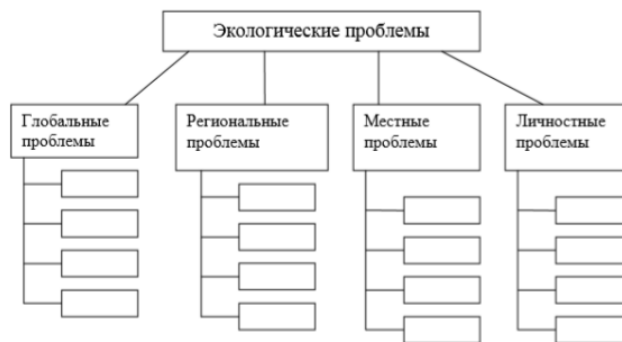 Экологические проблемы
Глобальные
проблемы
Региональные
проблемы
Местные
проблемы
Личностные
проблемы